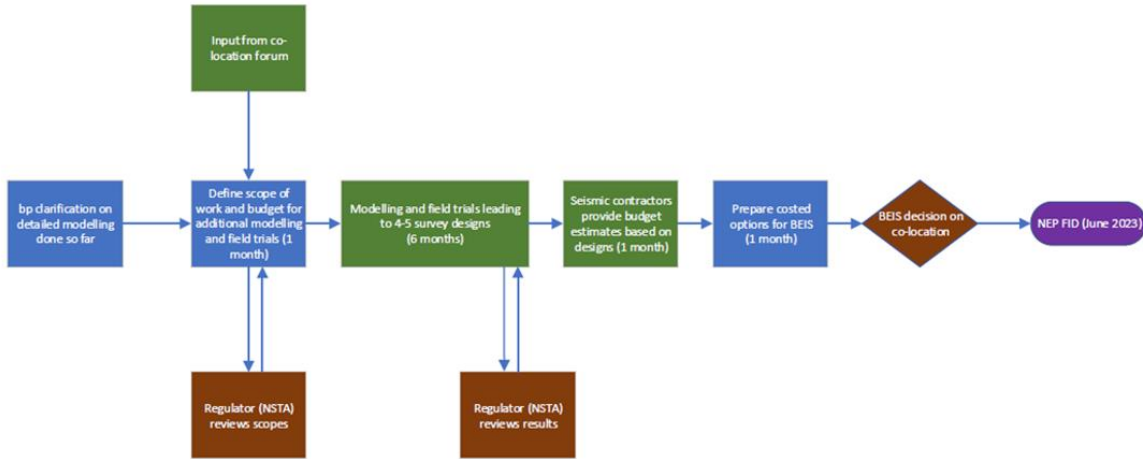 Input from co-
location forum
bp clarification on
detailed modelling
done so far
Define scope of
work and budget for
additional modelling
and field trials (1
month)
Modelling and field trials leading
to 4-5 survey designs
(6 months)
Seismic contractors
provide budget
estimates based on
designs (1 month)
Prepare costed
options for BEIS
(1 month)
BEIS decision on
co-location
NEP FID (June 2023)
Regulator (NSTA)
reviews scopes
Regulator (NSTA)
reviews results